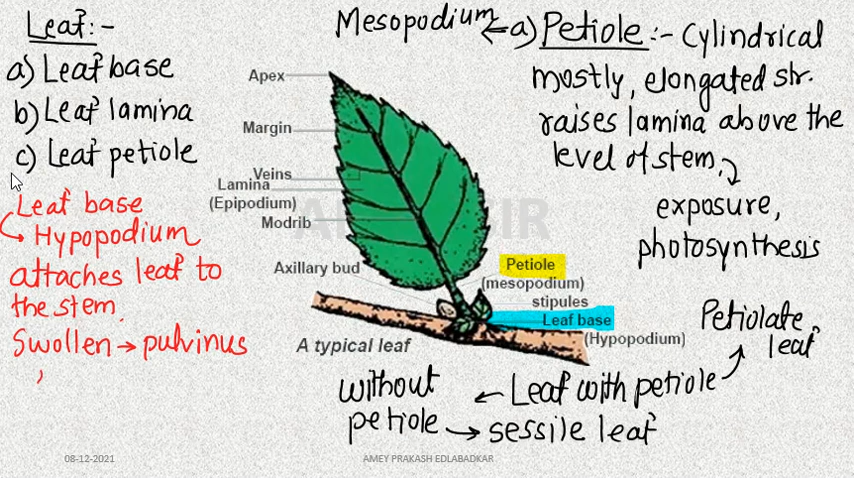 Leaf:-
a) Leaf base
b) Leaf lamina
c) Leaf petiole
Leaf base
Hypopodium
attaches leaf to
the stem.
Swollen → pulvinus
,
Mesopodium ← a) Petiole :- Cylindrical
mostly, elongated str.
raises lamina above the
level of stem,
exposure,
photosynthesis
Apex
Margin
Veins
Lamina
(Epipodium)
Modrib
Axillary bud
Petiole
(mesopodium)
stipules
Leaf base
(Hypopodium)
A typical leaf
Petiolate
leaf
without ← Leaf with petiole
petiole → sessile leaf
08-12-2021
AMEY PRAKASH EDLABADKAR